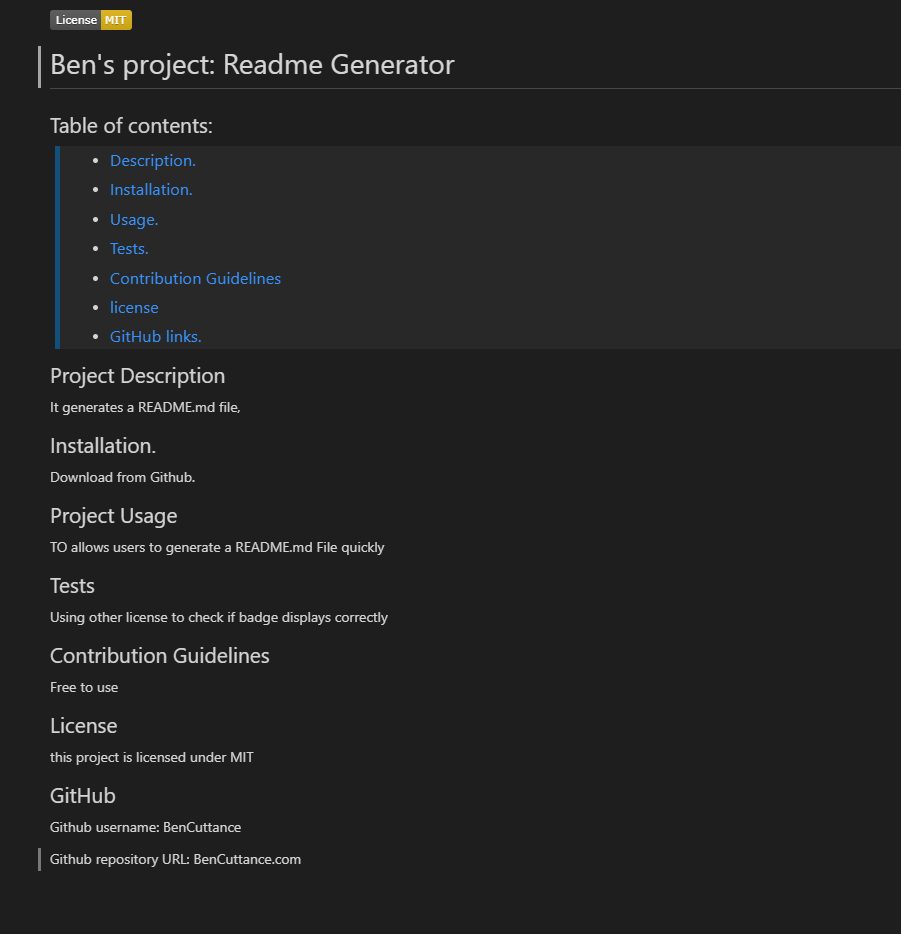 License MIT
Ben's project: Readme Generator
Table of contents:
Description.
Installation.
Usage.
Tests.
Contribution Guidelines
license
GitHub links.
Project Description
It generates a README.md file,
Installation.
Download from Github.
Project Usage
TO allows users to generate a README.md File quickly
Tests
Using other license to check if badge displays correctly
Contribution Guidelines
Free to use
License
this project is licensed under MIT
GitHub
Github username: BenCuttance
Github repository URL: BenCuttance.com